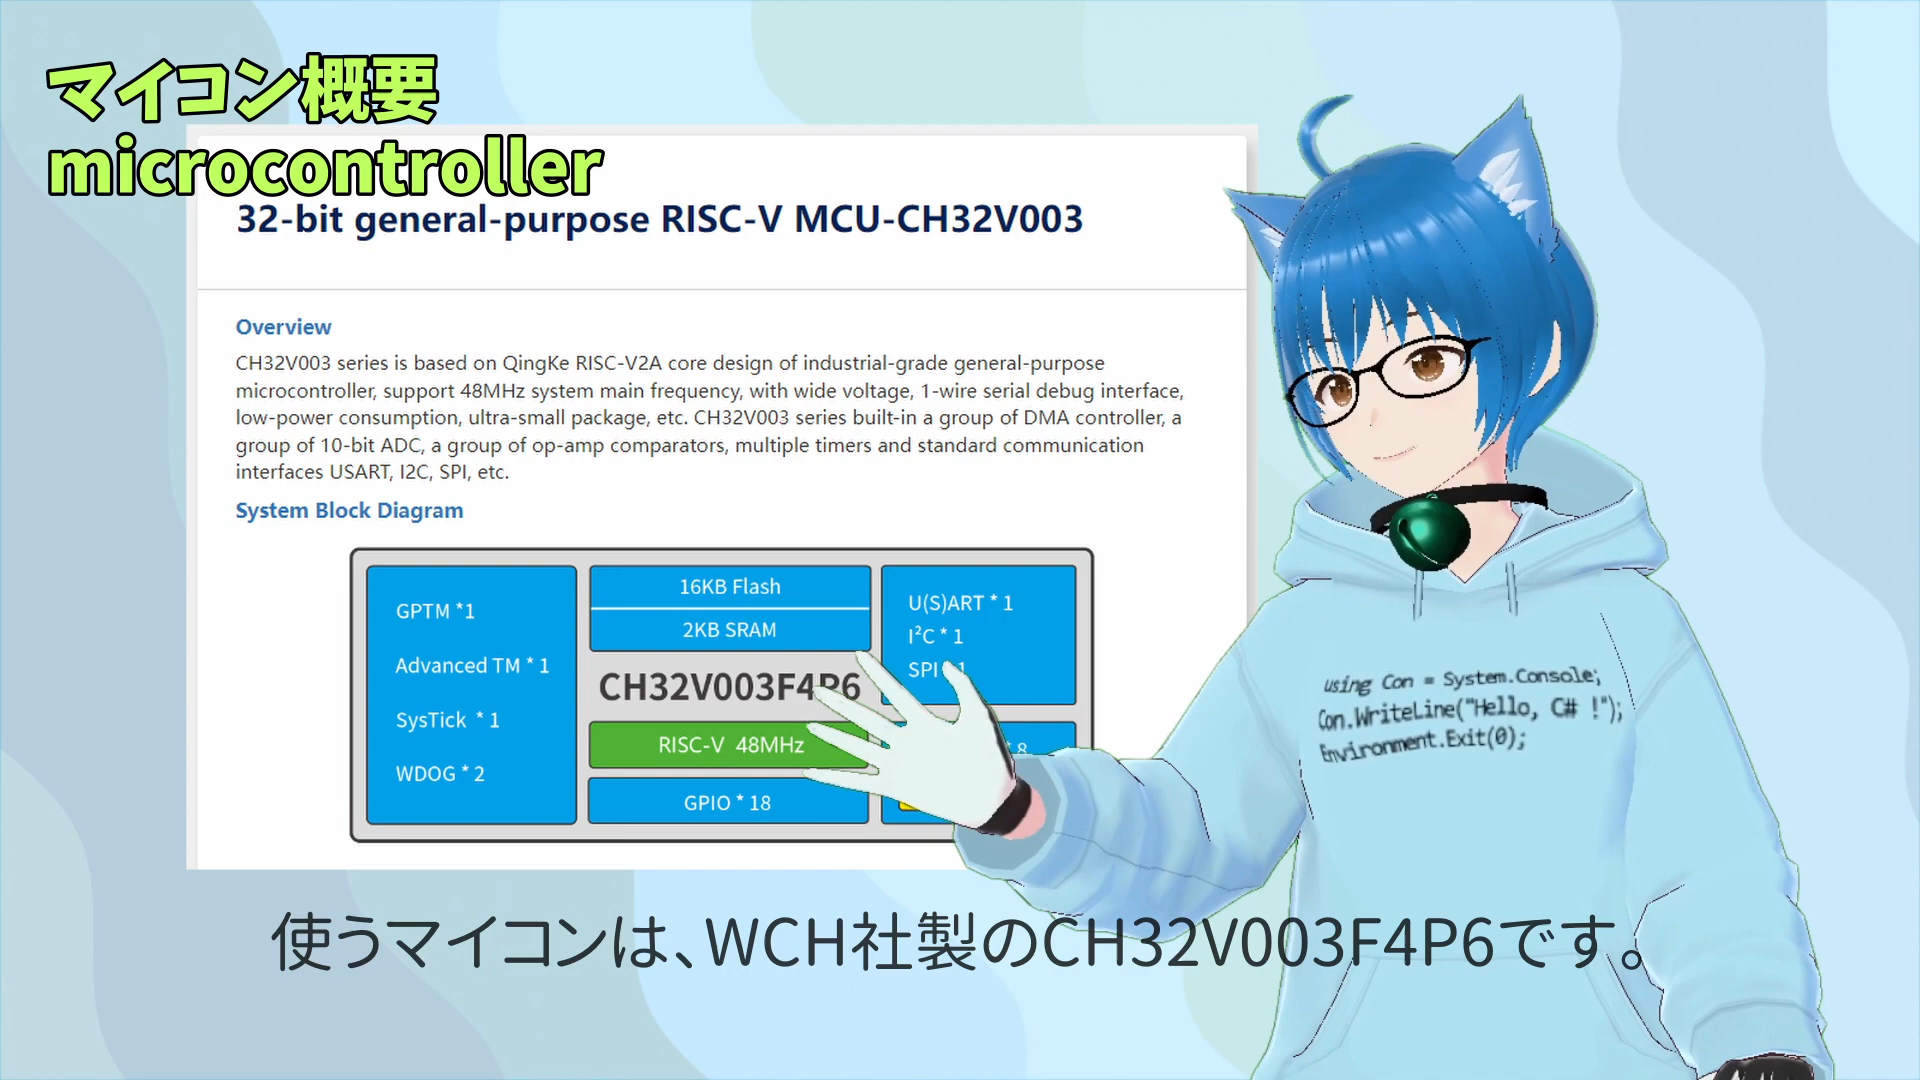 マイコン概要
microcontroller
32-bit general-purpose RISC-V MCU-CH32V003
Overview
CH32V003 series is based on QingKe RISC-V2A core design of industrial-grade general-purpose
microcontroller, support 48MHz system main frequency, with wide voltage, 1-wire serial debug interface,
low-power consumption, ultra-small package, etc. CH32V003 series built-in a group of DMA controller, a
group of 10-bit ADC, a group of op-amp comparators, multiple timers and standard communication
interfaces USART, I2C, SPI, etc.
System Block Diagram
GPTM *1
Advanced TM * 1
SysTick * 1
WDOG * 2
16KB Flash
2KB SRAM
CH32V003F4P6
RISC-V 48MHz
GPIO * 18
U(S)ART * 1
I²C * 1
SPI * 1
* 8
using Con = System.Console;
Con.WriteLine("Hello, C# !");
Environment.Exit(0);
使うマイコンは、WCH社製のCH32V003F4P6です。